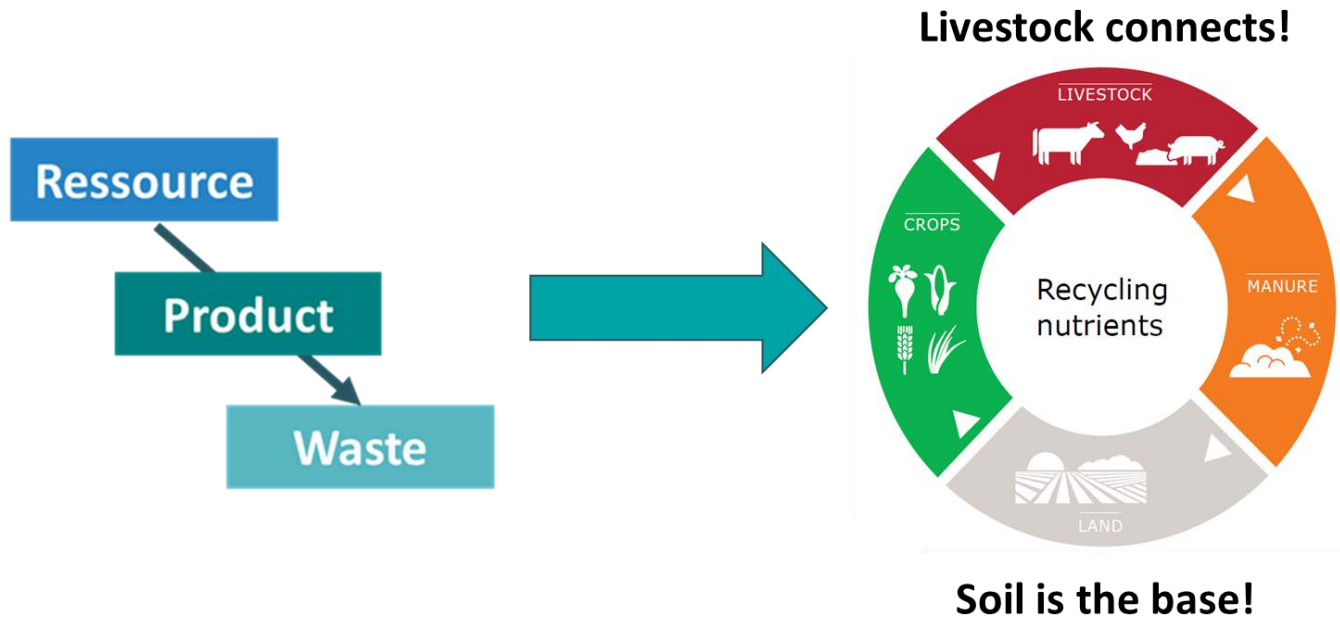 Livestock connects!
Ressource
Product
Waste
LIVESTOCK
CROPS
MANURE
Recycling
nutrients
LAND
Soil is the base!